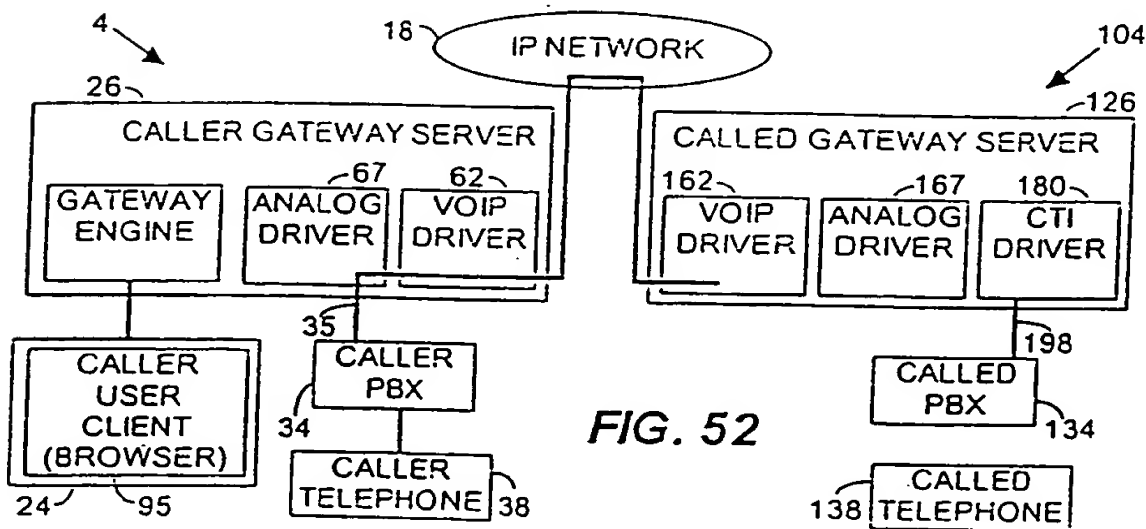 4
18
IP NETWORK
104
26
126
CALLER GATEWAY SERVER
CALLED GATEWAY SERVER
67
62
162
167
180
GATEWAY
ENGINE
ANALOG
DRIVER
VOIP
DRIVER
VOIP
DRIVER
ANALOG
DRIVER
CTI
DRIVER
35
198
CALLER
USER
CLIENT
(BROWSER)
CALLER
PBX
CALLED
PBX
34
134
FIG. 52
CALLER
TELEPHONE
38
CALLED
TELEPHONE
24
95
138